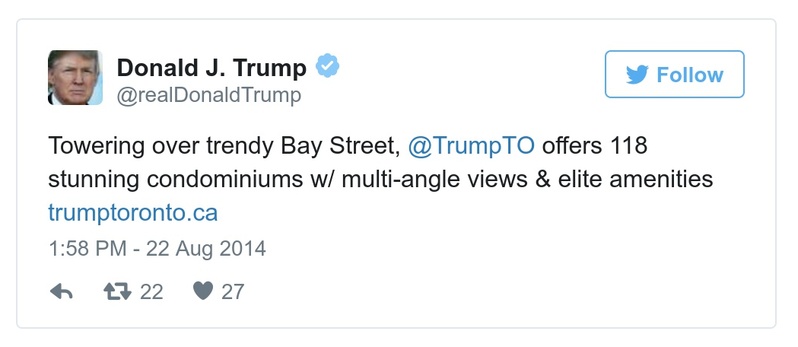 Donald J. Trump
@realDonaldTrump
Follow
Towering over trendy Bay Street, @TrumpTO offers 118
stunning condominiums w/ multi-angle views & elite amenities
trumptoronto.ca
1:58 PM - 22 Aug 2014
22 27